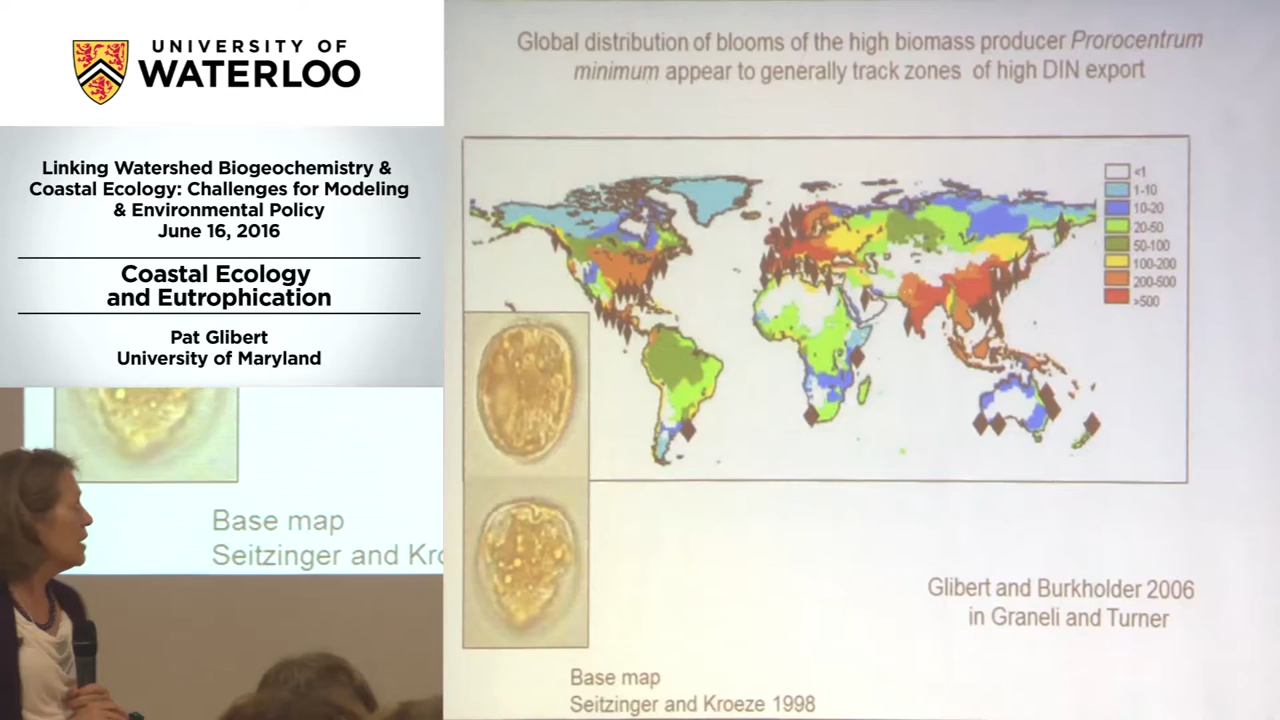 UNIVERSITY OF
WATERLOO
Linking Watershed Biogeochemistry &
Coastal Ecology: Challenges for Modeling
& Environmental Policy
June 16, 2016
Coastal Ecology
and Eutrophication
Pat Glibert
University of Maryland
Base map
Seitzinger and Kro
Global distribution of blooms of the high biomass producer Prorocentrum
minimum appear to generally track zones of high DIN export
<1
1-10
10-20
20-50
50-100
100-200
200-500
>500
Glibert and Burkholder 2006
in Graneli and Turner
Base map
Seitzinger and Kroeze 1998